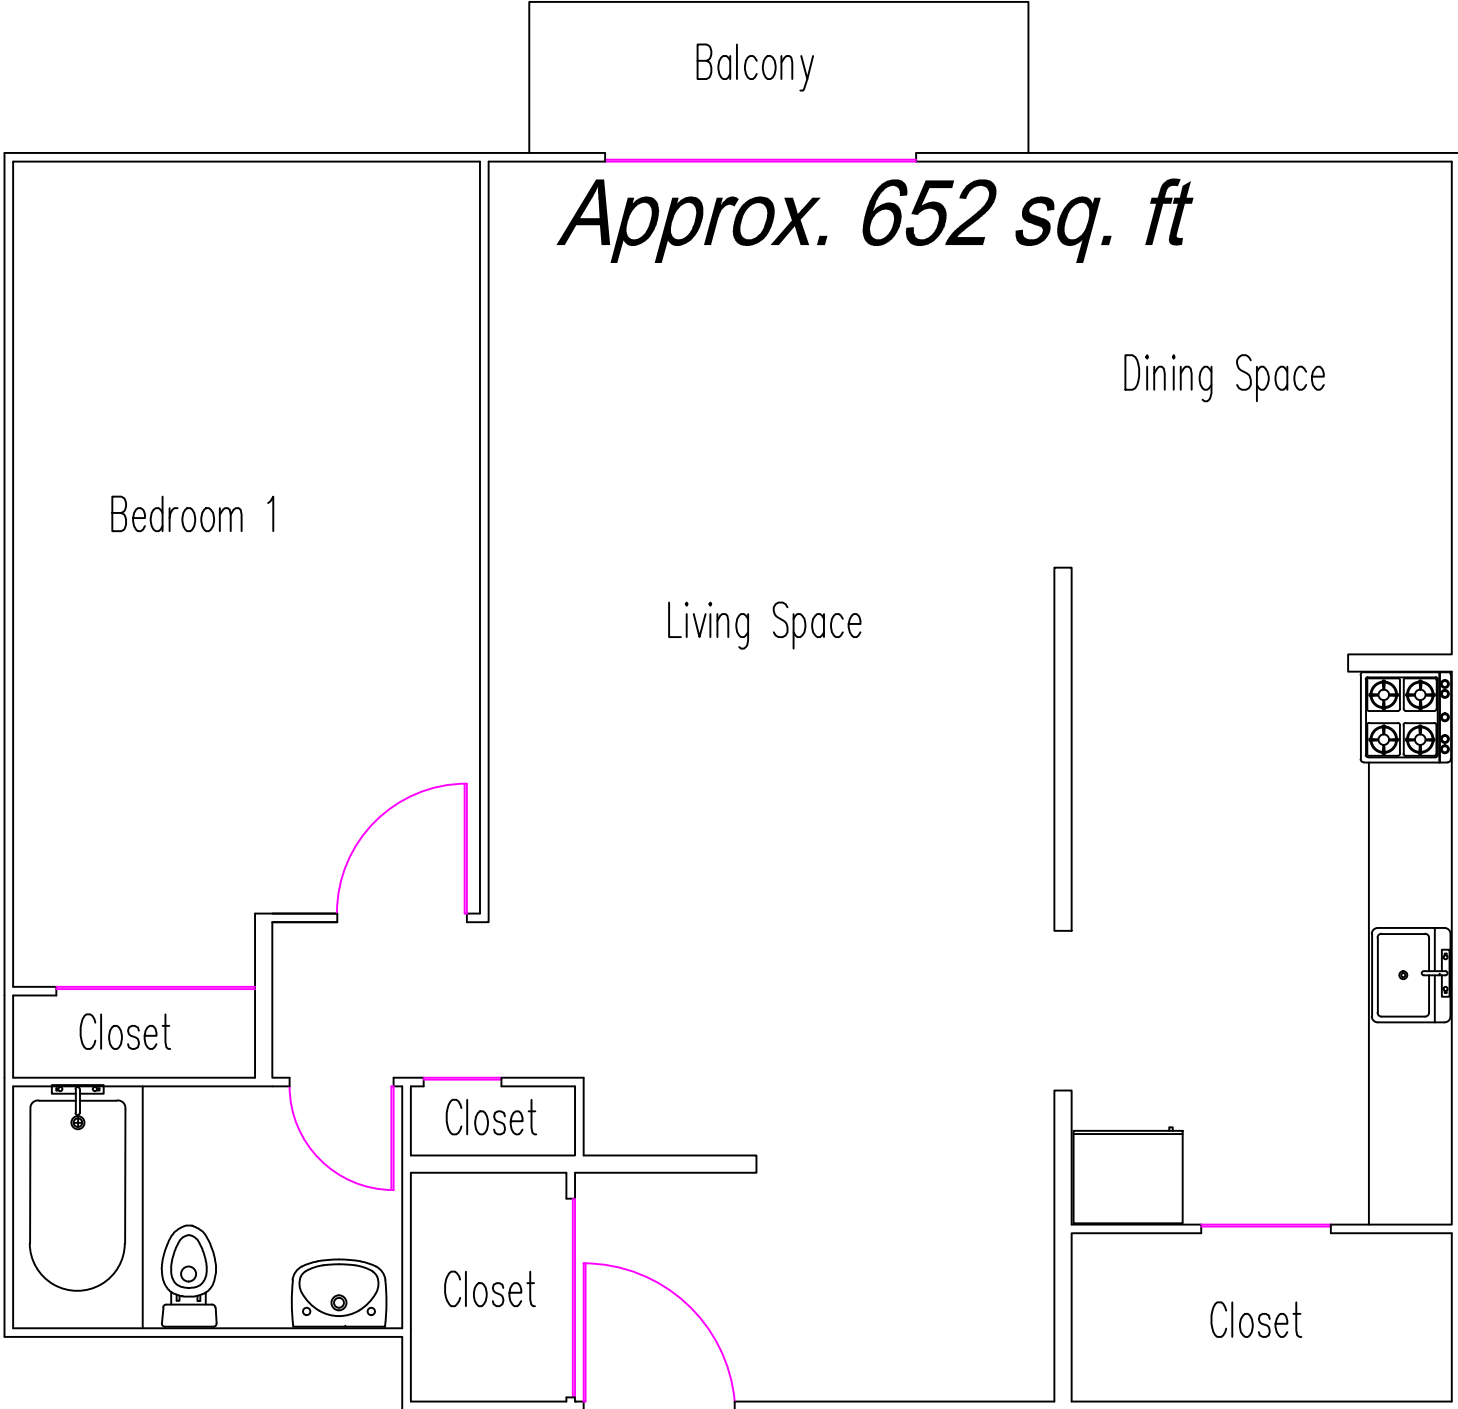 Balcony
Approx. 652 sq. ft
Dining Space
Bedroom 1
Living Space
Closet
Closet
Closet
Closet